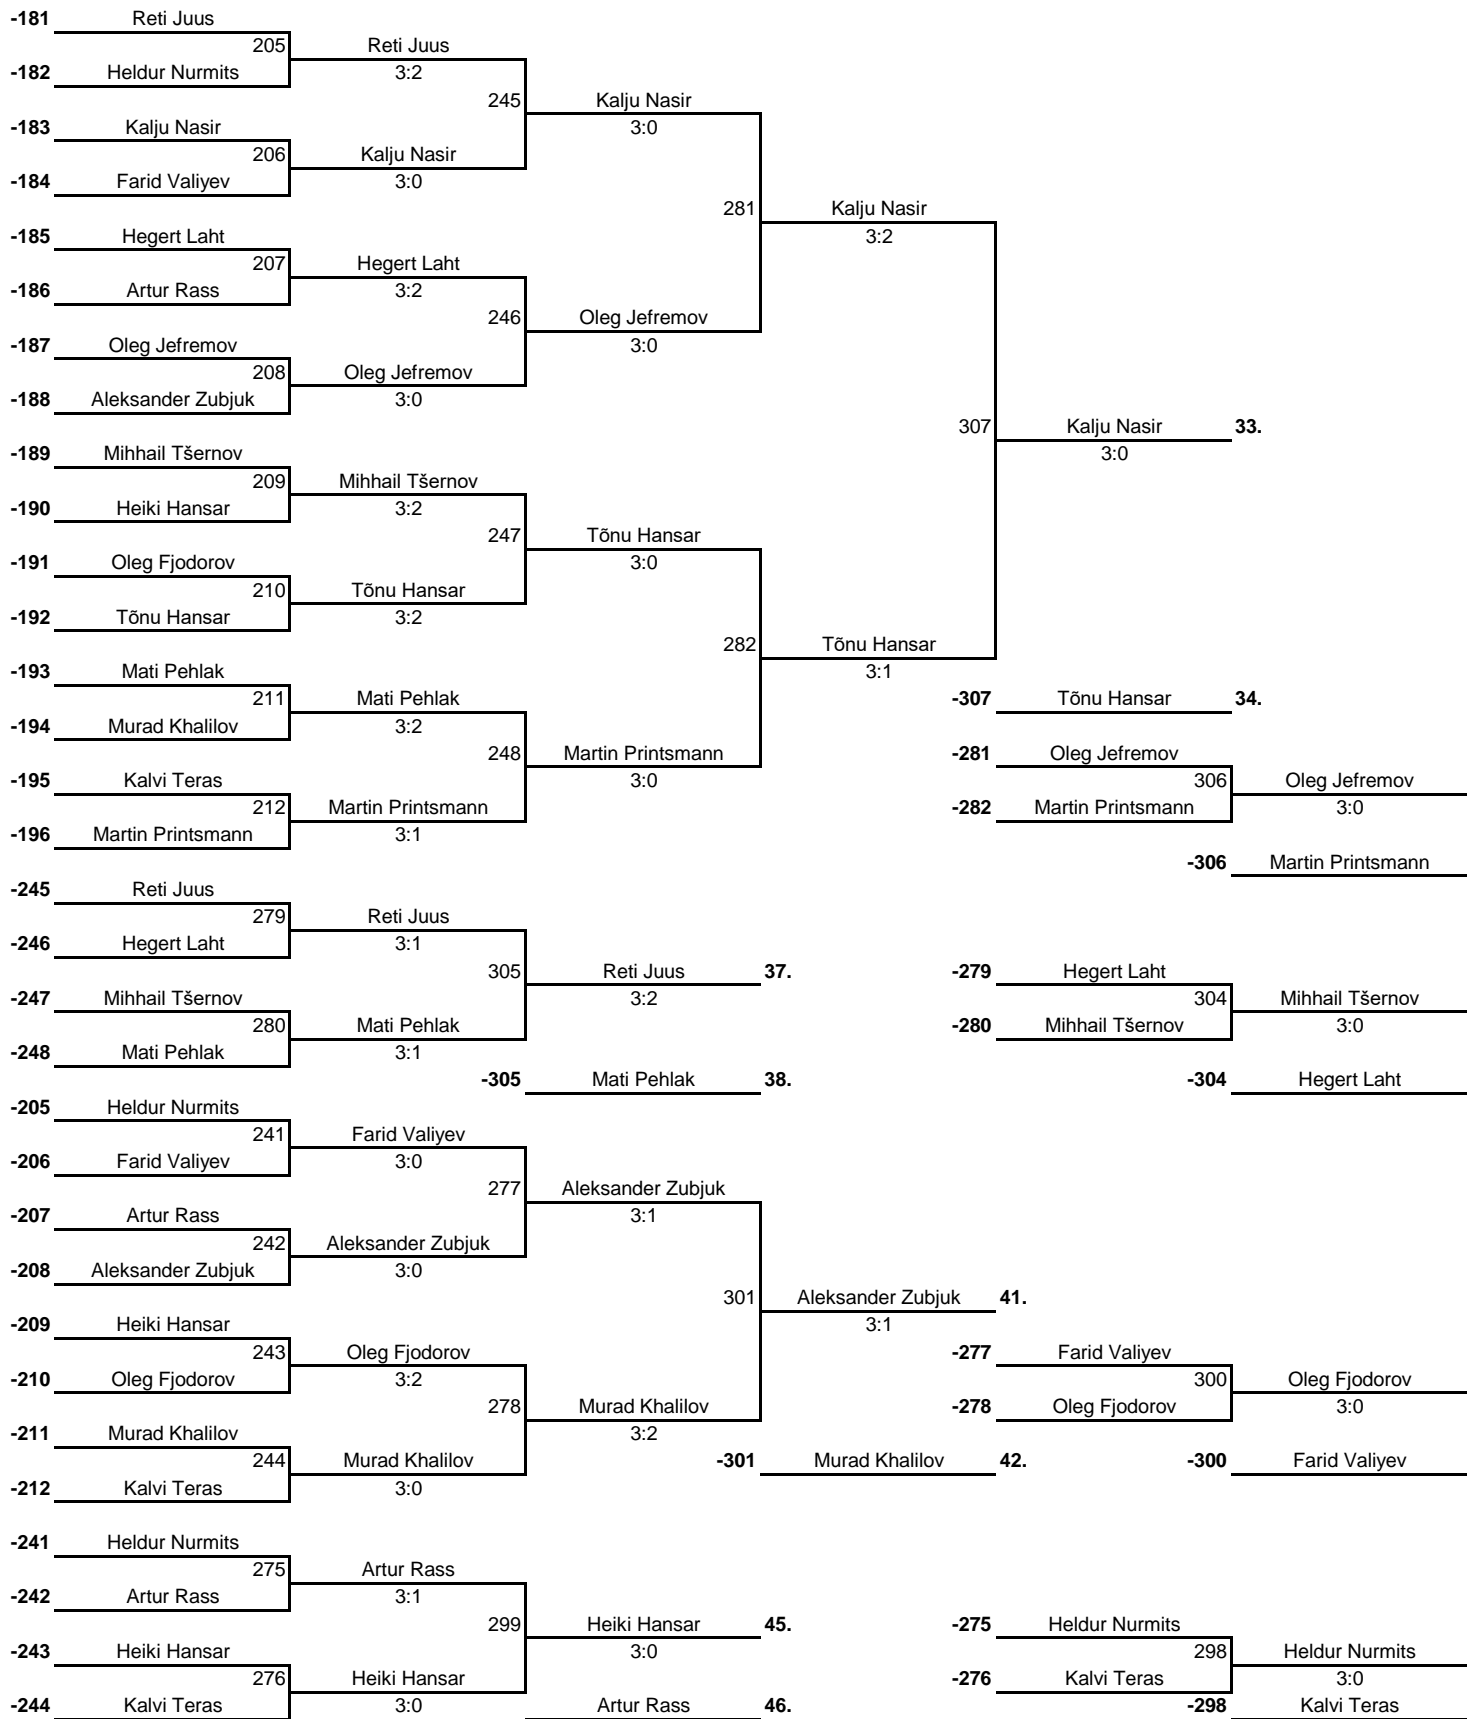 -181 Reti Juus
205 Reti Juus
-182 Heldur Nurmits 3:2
245 Kalju Nasir
-183 Kalju Nasir 3:0
206 Kalju Nasir
-184 Farid Valiyev 3:0
281 Kalju Nasir
-185 Hegert Laht 3:2
207 Hegert Laht
-186 Artur Rass 3:2
246 Oleg Jefremov
-187 Oleg Jefremov 3:0
208 Oleg Jefremov
-188 Aleksander Zubjuk 3:0
307 Kalju Nasir 33.
-189 Mihhail Tšernov 3:0
209 Mihhail Tšernov
-190 Heiki Hansar 3:2
247 Tõnu Hansar
-191 Oleg Fjodorov 3:0
210 Tõnu Hansar
-192 Tõnu Hansar 3:2
282 Tõnu Hansar
-193 Mati Pehlak 3:1
211 Mati Pehlak -307 Tõnu Hansar 34.
-194 Murad Khalilov 3:2
248 Martin Printsmann -281 Oleg Jefremov
-195 Kalvi Teras 3:0 306 Oleg Jefremov
212 Martin Printsmann -282 Martin Printsmann 3:0
-196 Martin Printsmann 3:1
-306 Martin Printsmann
-245 Reti Juus
279 Reti Juus
-246 Hegert Laht 3:1
305 Reti Juus 37. -279 Hegert Laht
-247 Mihhail Tšernov 3:2 304 Mihhail Tšernov
280 Mati Pehlak -280 Mihhail Tšernov 3:0
-248 Mati Pehlak 3:1
-305 Mati Pehlak 38. -304 Hegert Laht
-205 Heldur Nurmits
241 Farid Valiyev
-206 Farid Valiyev 3:0
277 Aleksander Zubjuk
-207 Artur Rass 3:1
242 Aleksander Zubjuk
-208 Aleksander Zubjuk 3:0
301 Aleksander Zubjuk 41.
-209 Heiki Hansar 3:1
243 Oleg Fjodorov -277 Farid Valiyev
-210 Oleg Fjodorov 3:2 300 Oleg Fjodorov
278 Murad Khalilov -278 Oleg Fjodorov 3:0
-211 Murad Khalilov 3:2
244 Murad Khalilov -301 Murad Khalilov 42. -300 Farid Valiyev
-212 Kalvi Teras 3:0
-241 Heldur Nurmits
275 Artur Rass
-242 Artur Rass 3:1
299 Heiki Hansar 45. -275 Heldur Nurmits
-243 Heiki Hansar 3:0 298 Heldur Nurmits
276 Heiki Hansar -276 Kalvi Teras 3:0
-244 Kalvi Teras 3:0 Artur Rass 46. -298 Kalvi Teras